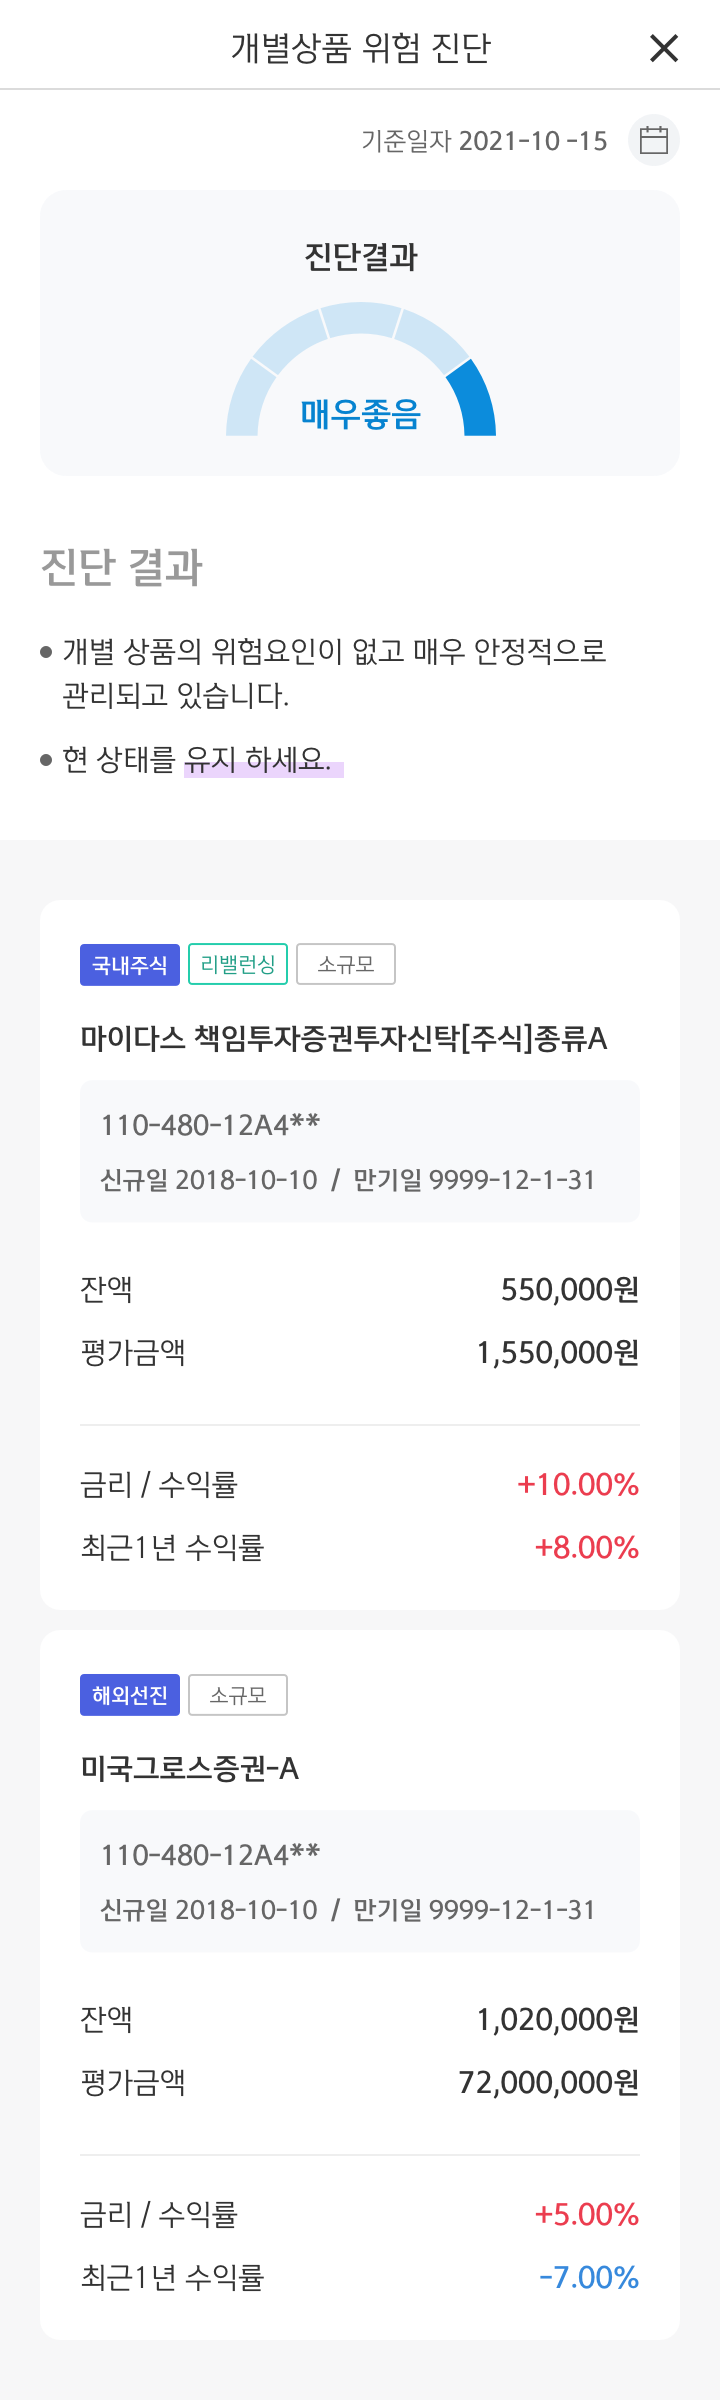 개별상품 위험 진단
기준일자 2021-10 -15
진단결과
매우좋음
진단 결과
개별 상품의 위험요인이 없고 매우 안정적으로
관리되고 있습니다.
현 상태를 유지 하세요.
국내주식 리밸런싱 소규모
마이다스 책임투자증권투자신탁[주식]종류A
110-480-12A4**
신규일 2018-10-10 / 만기일 9999-12-1-31
잔액 550,000원
평가금액 1,550,000원
금리 / 수익률 +10.00%
최근1년 수익률 +8.00%
해외선진 소규모
미국그로스증권-A
110-480-12A4**
신규일 2018-10-10 / 만기일 9999-12-1-31
잔액 1,020,000원
평가금액 72,000,000원
금리 / 수익률 +5.00%
최근1년 수익률 -7.00%